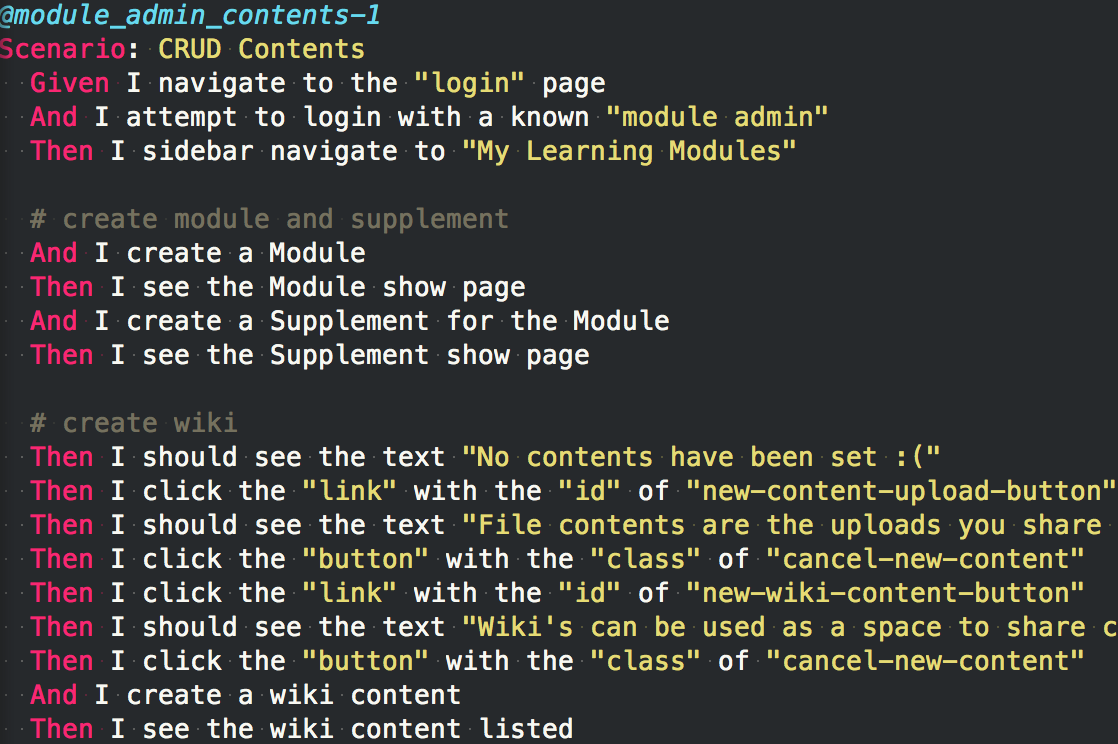 @module_admin_contents-1
Scenario: CRUD Contents
Given I navigate to the "login" page
And I attempt to login with a known "module admin"
Then I sidebar navigate to "My Learning Modules"
# create module and supplement
And I create a Module
Then I see the Module show page
And I create a Supplement for the Module
Then I see the Supplement show page
# create wiki
Then I should see the text "No contents have been set :("
Then I click the "link" with the "id" of "new-content-upload-button"
Then I should see the text "File contents are the uploads you share
Then I click the "button" with the "class" of "cancel-new-content"
Then I click the "link" with the "id" of "new-wiki-content-button"
Then I should see the text "Wiki's can be used as a space to share c
Then I click the "button" with the "class" of "cancel-new-content"
And I create a wiki content
Then I see the wiki content listed